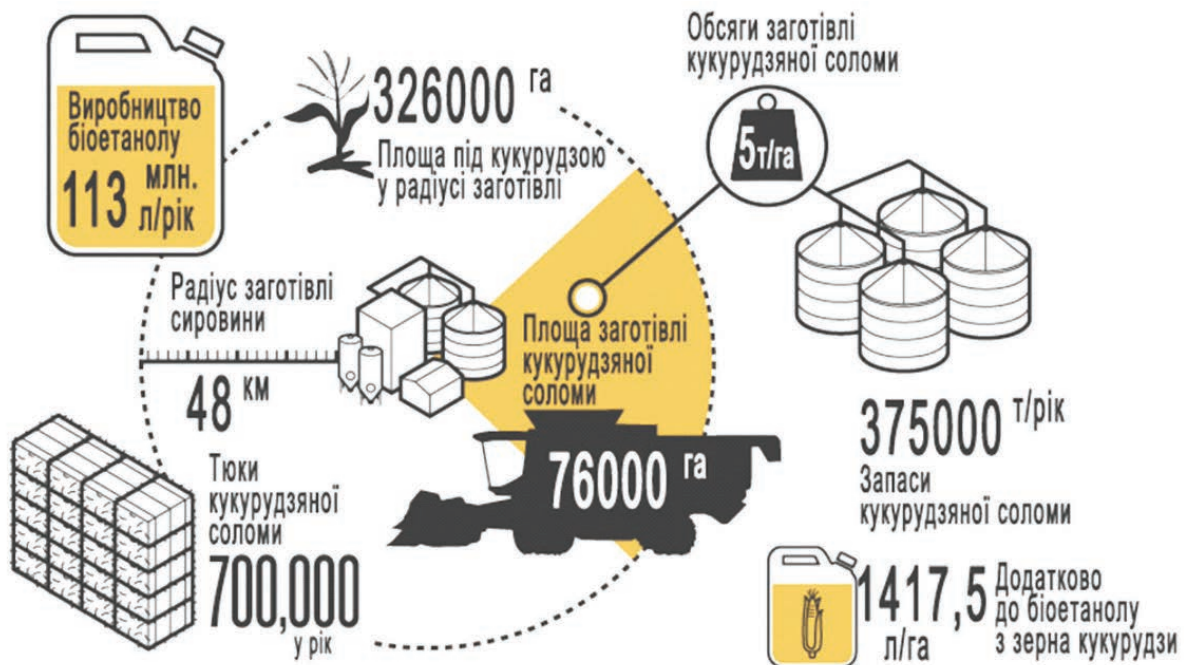 Виробництво
біоетанолу
113 млн.
л/рік
326000 га
Площа під кукурудзою
у радіусі заготівлі
Обсяги заготівлі
кукурудзяної соломи
5т/га
Радіус заготівлі
сировини
48 км
Площа заготівлі
кукурудзяної
соломи
76000 га
375000 т/рік
Запаси
кукурудзяної соломи
Тюки
кукурудзяної
соломи
700,000
у рік
1417,5
л/га
Додатково
до біоетанолу
з зерна кукурудзи